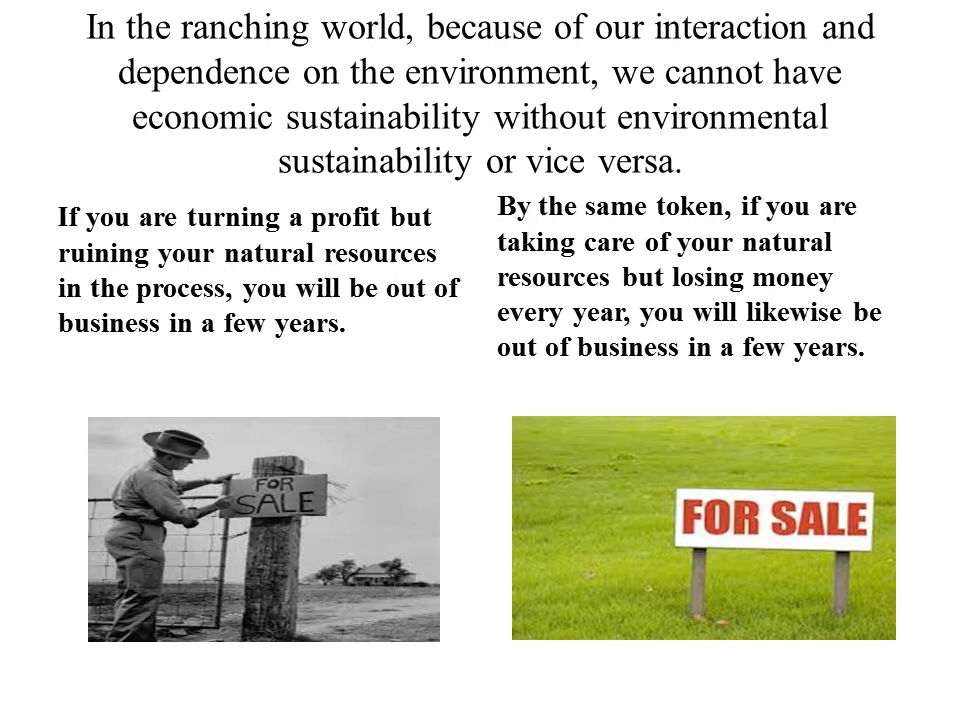 In the ranching world, because of our interaction and
dependence on the environment, we cannot have
economic sustainability without environmental
sustainability or vice versa.
If you are turning a profit but
ruining your natural resources
in the process, you will be out of
business in a few years.
By the same token, if you are
taking care of your natural
resources but losing money
every year, you will likewise be
out of business in a few years.
FOR
SALE
FOR SALE